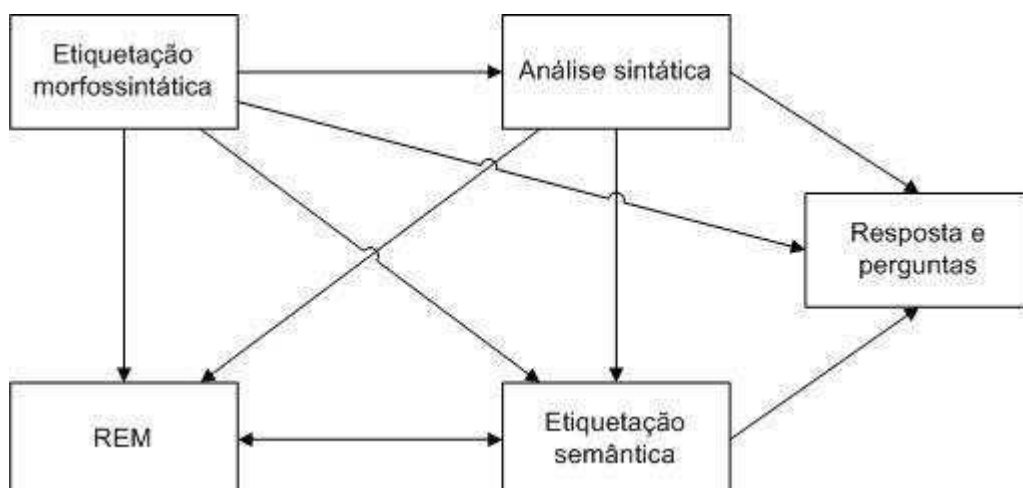 Etiquetação
morfossintática
Análise sintática
Resposta e
perguntas
REM
Etiquetação
semântica